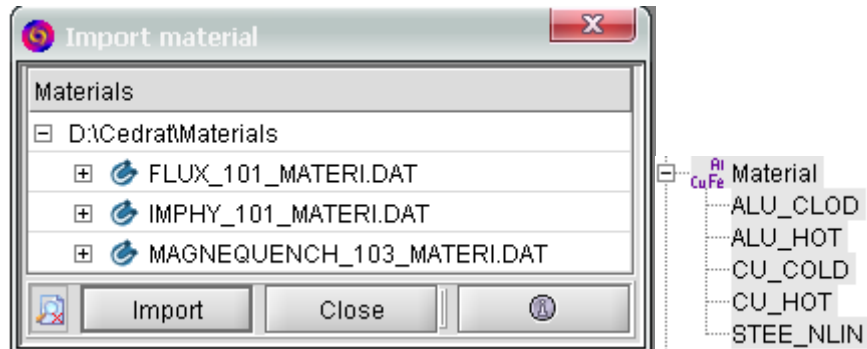 Import material
Materials
D:\Cedrat\Materials
FLUX_101_MATERI.DAT
IMPHY_101_MATERI.DAT
MAGNEQUENCH_103_MATERI.DAT
Import Close
Al
CuFe Material
ALU_CLOD
ALU_HOT
CU_COLD
CU_HOT
STEE_NLIN